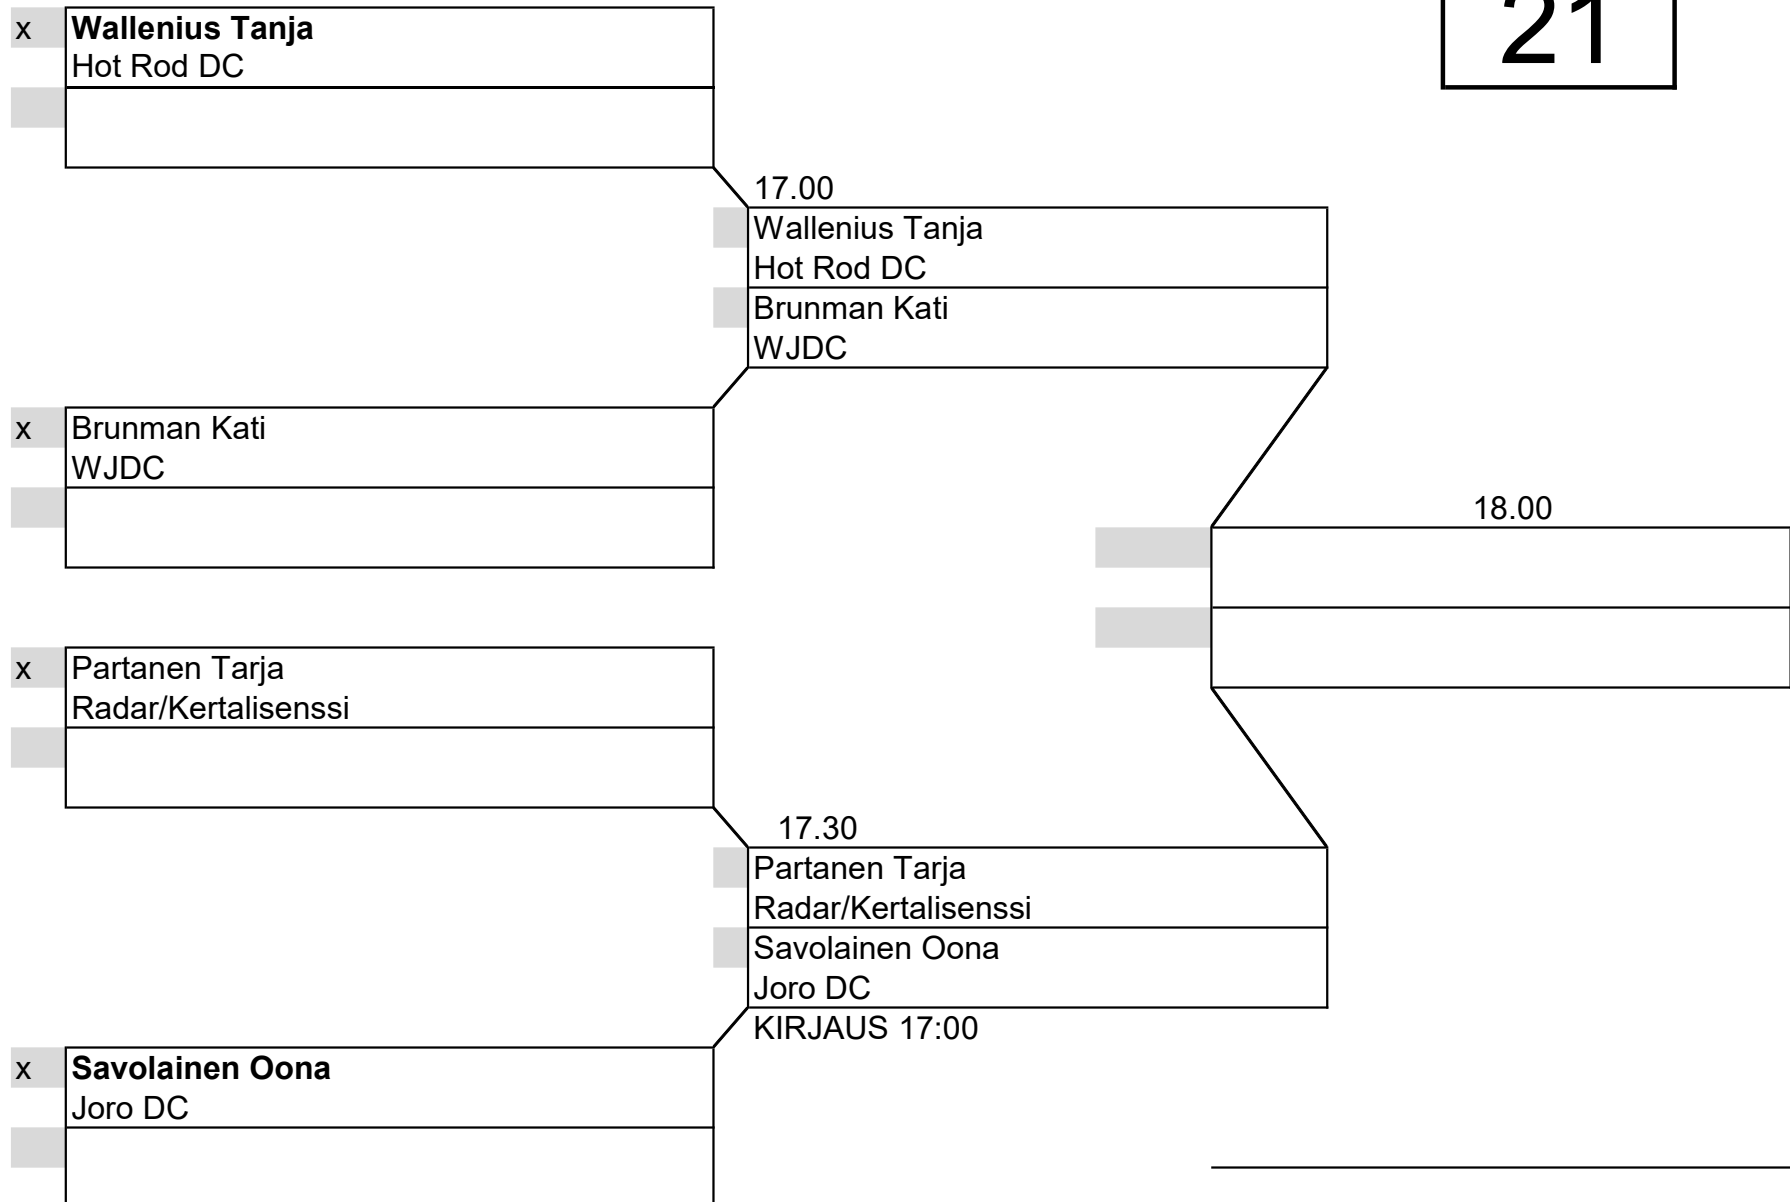 x Wallenius Tanja
Hot Rod DC
21
17.00
Wallenius Tanja
Hot Rod DC
Brunman Kati
WJDC
x Brunman Kati
WJDC
18.00
x Partanen Tarja
Radar/Kertalisenssi
17.30
Partanen Tarja
Radar/Kertalisenssi
Savolainen Oona
Joro DC
KIRJAUS 17:00
x Savolainen Oona
Joro DC